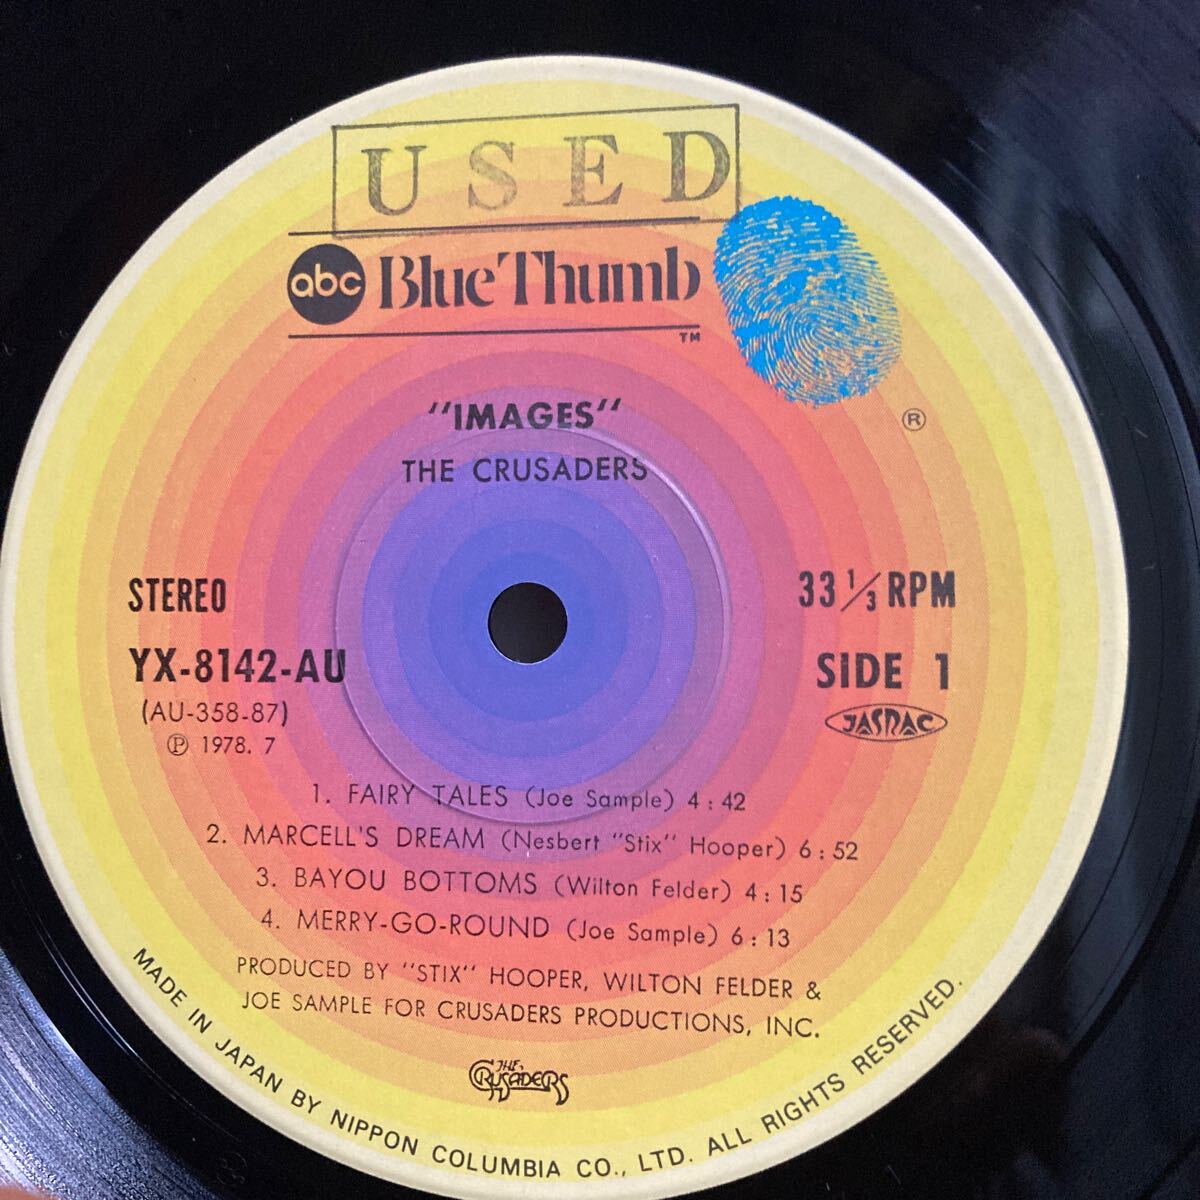 USED
abc Blue Thumb
TM
®
"IMAGES"
THE CRUSADERS
STEREO
33 1/3 RPM
YX-8142-AU
SIDE 1
(AU-358-87)
JASRAC
Ⓟ 1978. 7
1. FAIRY TALES (Joe Sample) 4 : 42
2. MARCELL'S DREAM (Nesbert "Stix" Hooper) 6 : 52
3. BAYOU BOTTOMS (Wilton Felder) 4 : 15
4. MERRY-GO-ROUND (Joe Sample) 6 : 13
PRODUCED BY "STIX" HOOPER, WILTON FELDER &
JOE SAMPLE FOR CRUSADERS PRODUCTIONS, INC.
THE CRUSADERS
MADE IN JAPAN BY NIPPON COLUMBIA CO., LTD. ALL RIGHTS RESERVED.